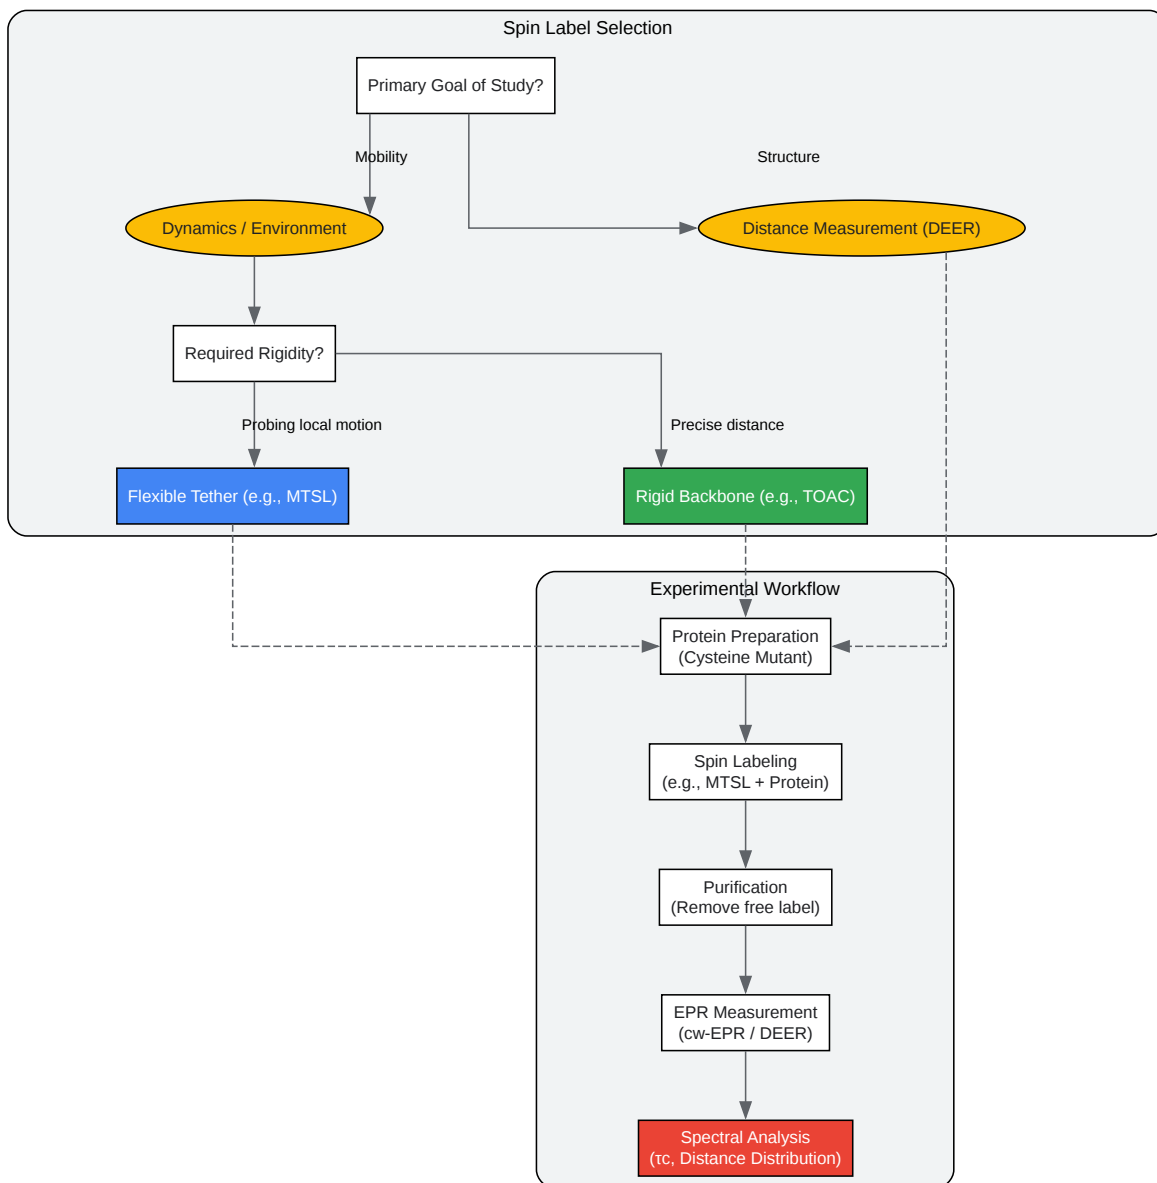 Spin Label Selection
Primary Goal of Study?
Mobility
Structure
Dynamics / Environment
Distance Measurement (DEER)
Required Rigidity?
Probing local motion
Precise distance
Flexible Tether (e.g., MTSL)
Rigid Backbone (e.g., TOAC)
Experimental Workflow
Protein Preparation
(Cysteine Mutant)
Spin Labeling
(e.g., MTSL + Protein)
Purification
(Remove free label)
EPR Measurement
(cw-EPR / DEER)
Spectral Analysis
(τc, Distance Distribution)